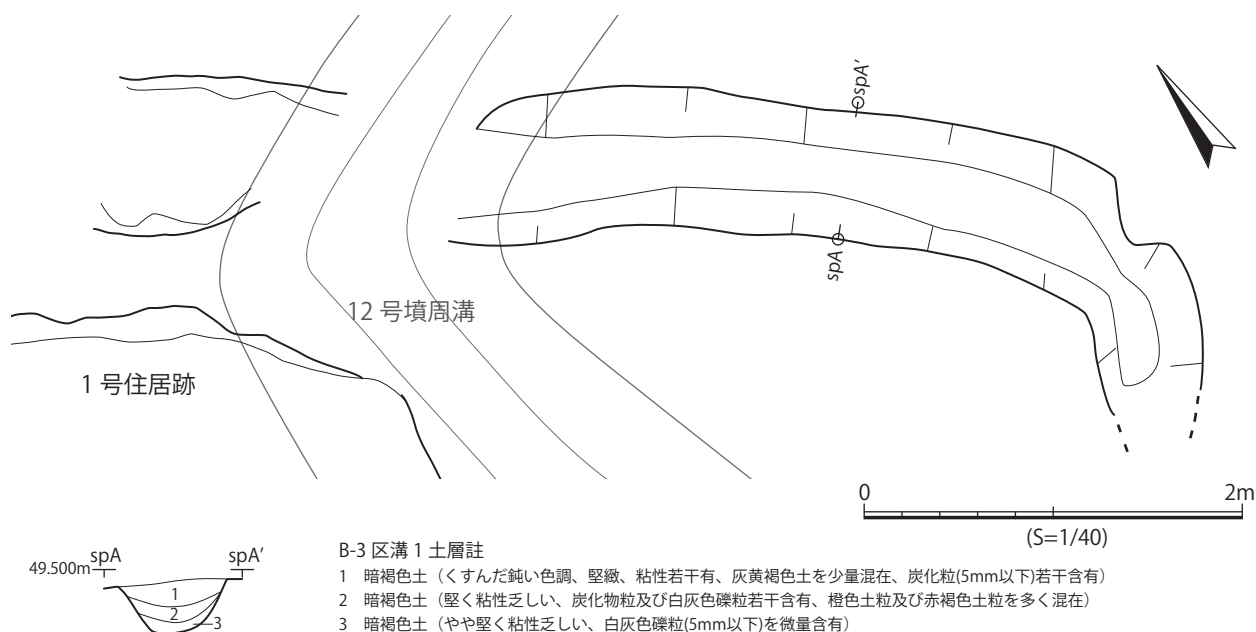 spA'
spA
12 号墳周溝
1 号住居跡
0 2m
(S=1/40)
49.500m spA spA'
1
2
3
B-3 区溝 1 土層註
1 暗褐色土（くすんだ鈍い色調、堅緻、粘性若干有、灰黄褐色土を少量混在、炭化粒(5mm以下)若干含有）
2 暗褐色土（堅く粘性乏しい、炭化物粒及び白灰色礫粒若干含有、橙色土粒及び赤褐色土粒を多く混在）
3 暗褐色土（やや堅く粘性乏しい、白灰色礫粒(5mm以下)を微量含有）